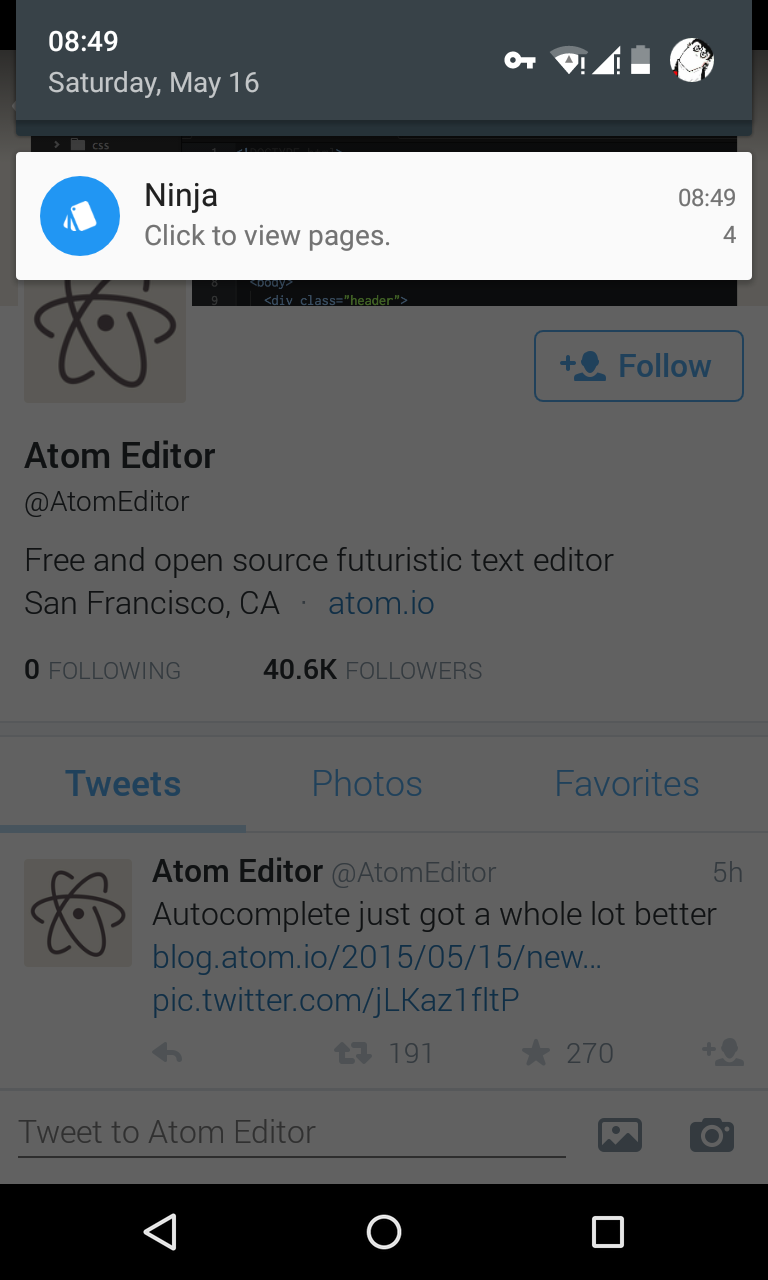 08:49
Saturday, May 16
css
Ninja 08:49
Click to view pages. 4
8 <body>
9 <div class="header">
Follow
Atom Editor
@AtomEditor
Free and open source futuristic text editor
San Francisco, CA · atom.io
0 FOLLOWING 40.6K FOLLOWERS
Tweets Photos Favorites
Atom Editor @AtomEditor 5h
Autocomplete just got a whole lot better
blog.atom.io/2015/05/15/new…
pic.twitter.com/jLKaz1fltP
191 270
Tweet to Atom Editor